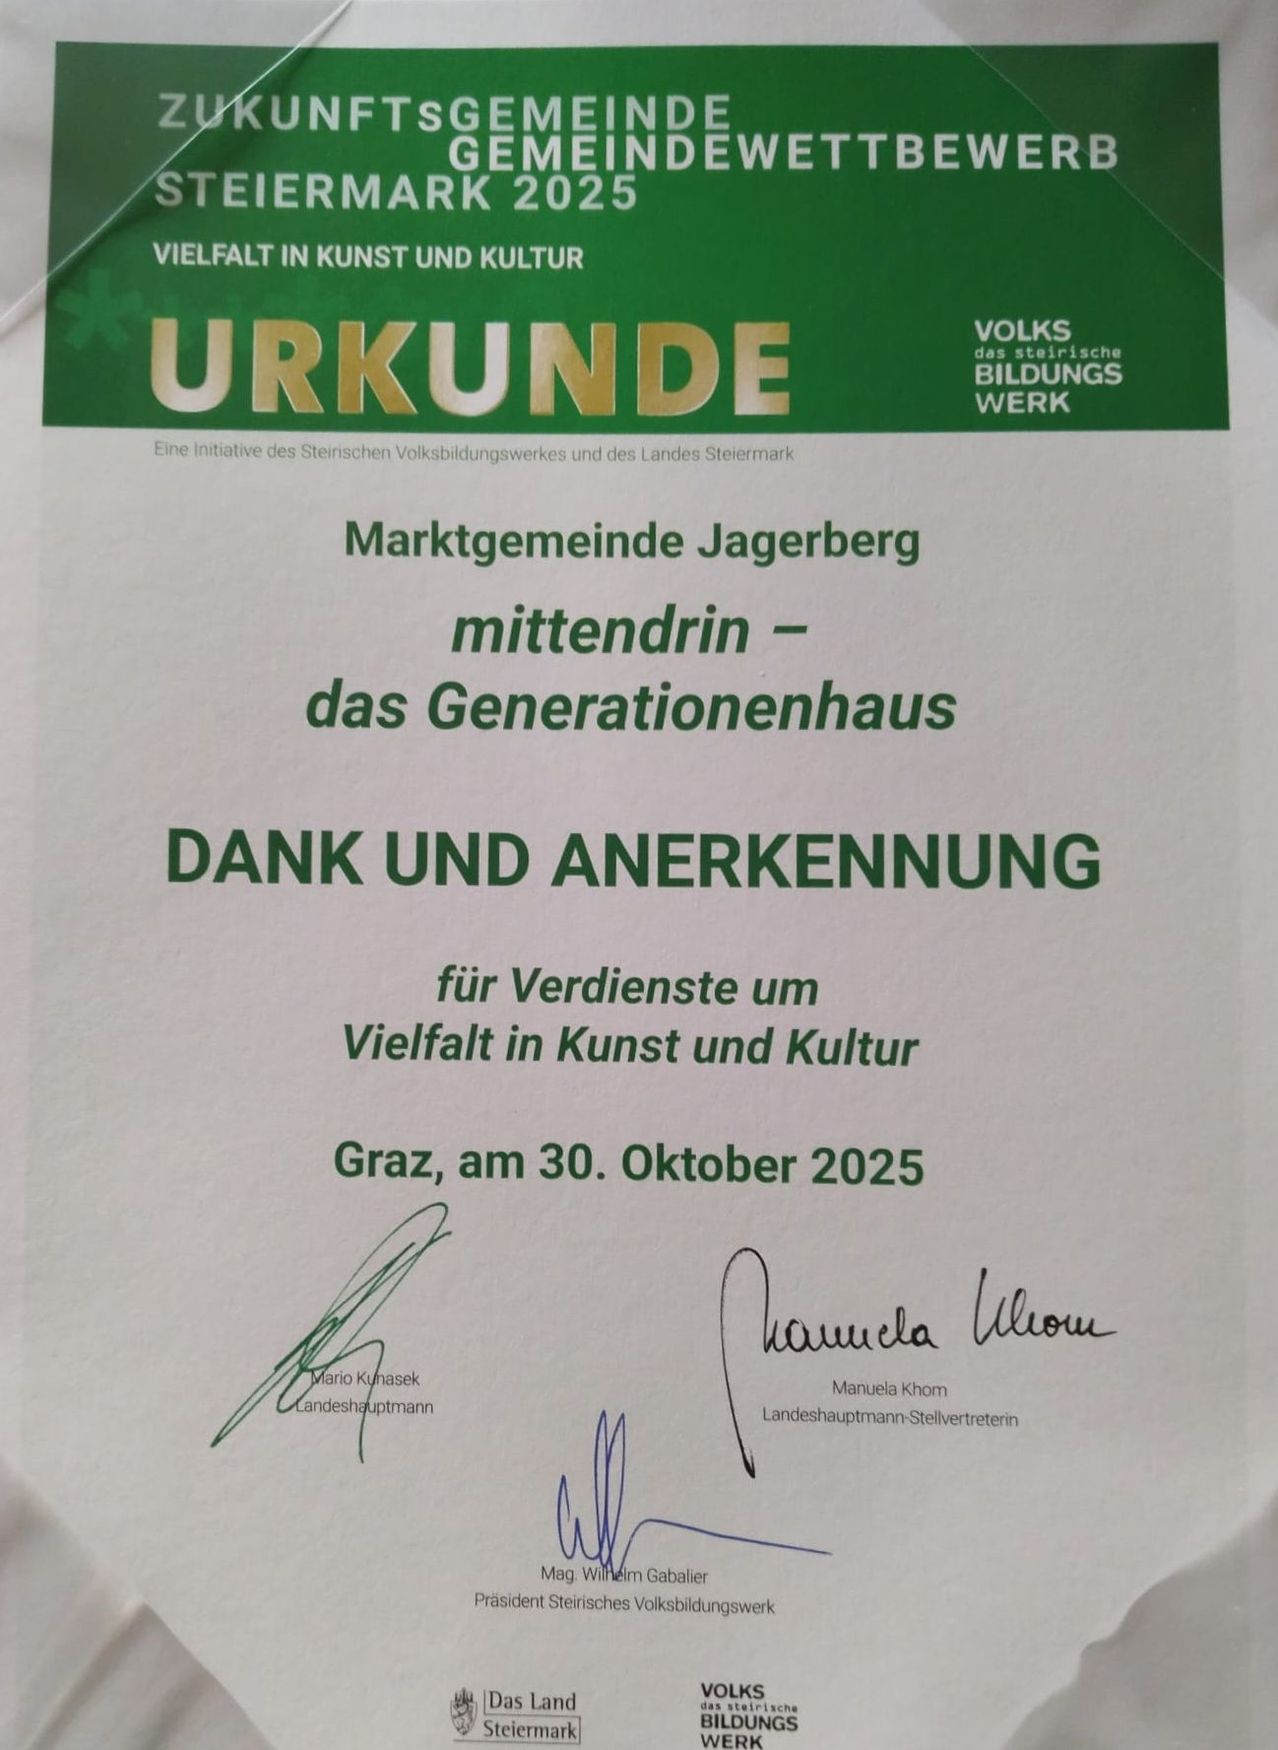 ZUKUNFTsGEMEINDE
GEMEINDEWETTBEWERB
STEIERMARK 2025
VIELFALT IN KUNST UND KULTUR
URKUNDE
VOLKS
das steirische
BILDUNGS
WERK
Eine Initiative des Steirischen Volksbildungswerkes und des Landes Steiermark
Marktgemeinde Jagerberg
mittendrin –
das Generationenhaus
DANK UND ANERKENNUNG
für Verdienste um
Vielfalt in Kunst und Kultur
Graz, am 30. Oktober 2025
Manuela Khom
Mario Kunasek
Landeshauptmann
Manuela Khom
Landeshauptmann-Stellvertreterin
Mag. Wilhelm Gabalier
Präsident Steirisches Volksbildungswerk
Das Land
Steiermark
VOLKS
das steirische
BILDUNGS
WERK